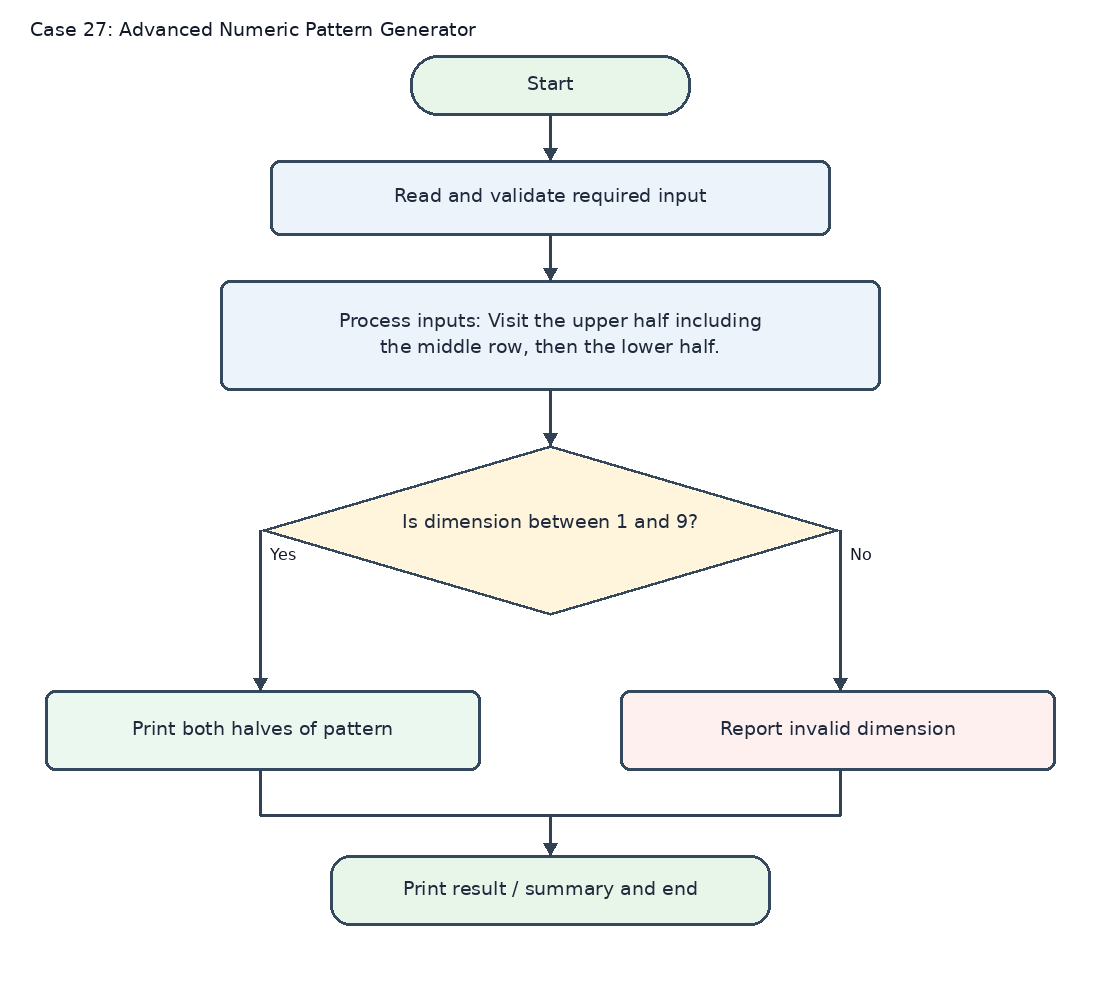 Case 27: Advanced Numeric Pattern Generator
Start
Read and validate required input
Process inputs: Visit the upper half including
the middle row, then the lower half.
Is dimension between 1 and 9?
Yes
No
Print both halves of pattern
Report invalid dimension
Print result / summary and end